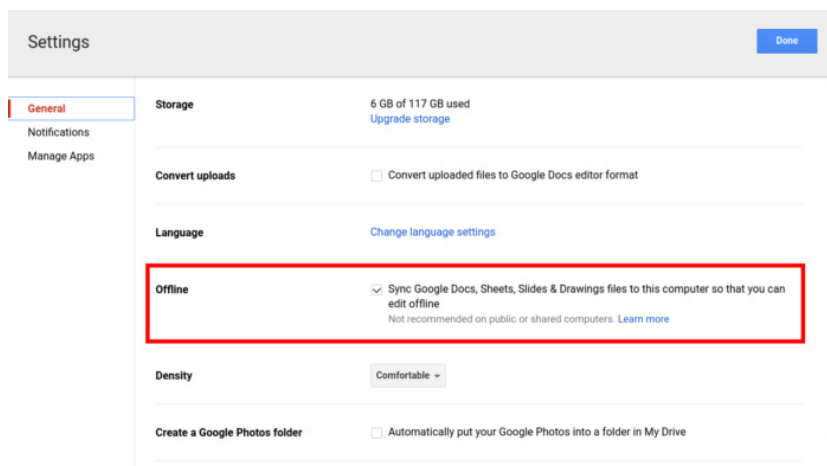 Settings
Done
General
Notifications
Manage Apps
Storage
6 GB of 117 GB used
Upgrade storage
Convert uploads
Convert uploaded files to Google Docs editor format
Language
Change language settings
Offline
Sync Google Docs, Sheets, Slides & Drawings files to this computer so that you can
edit offline
Not recommended on public or shared computers. Learn more
Density
Comfortable
Create a Google Photos folder
Automatically put your Google Photos into a folder in My Drive